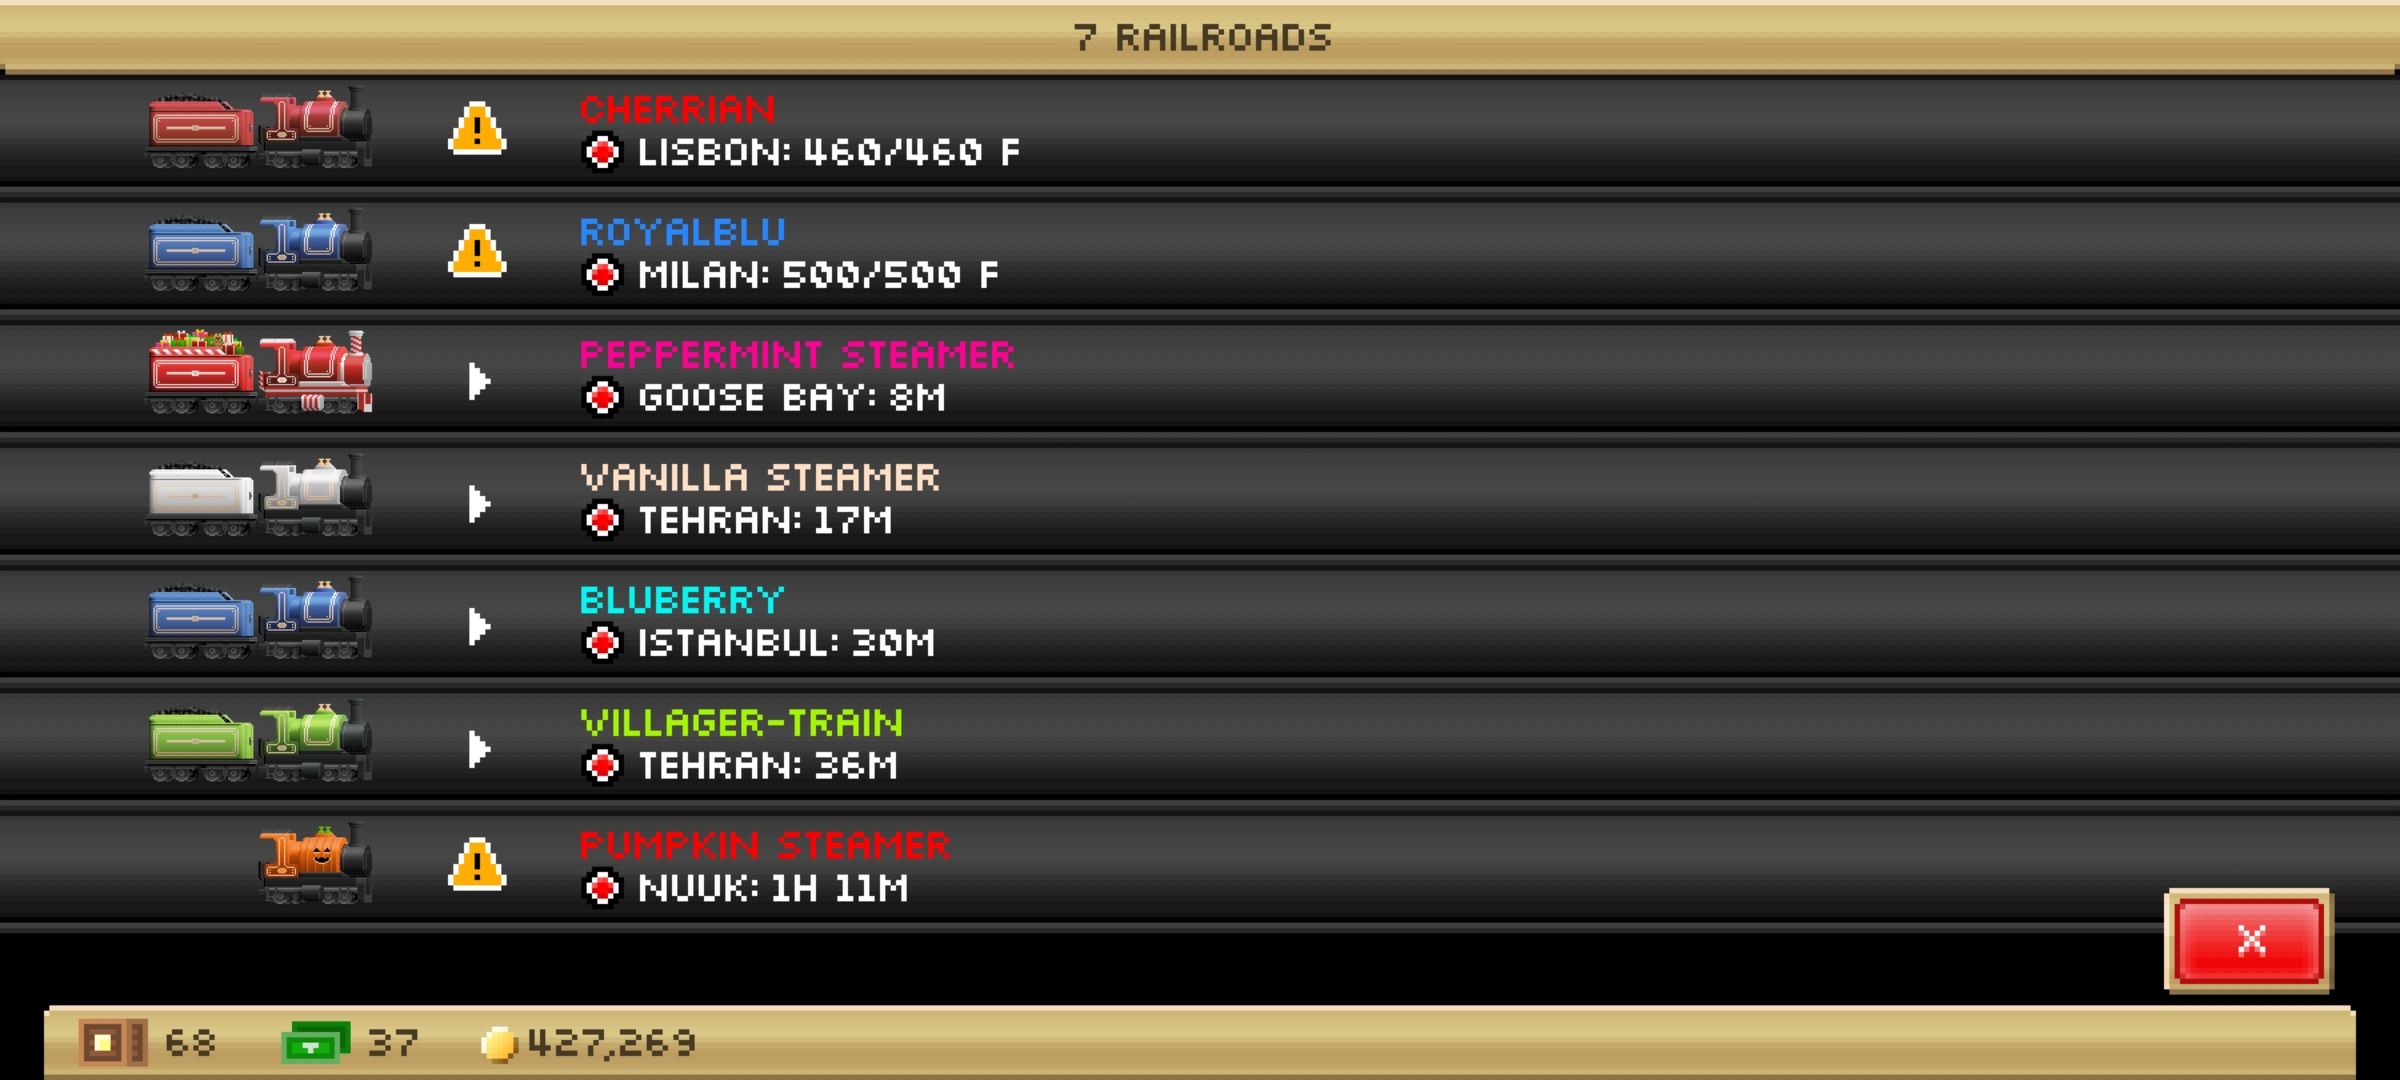 7 RAILROADS
CHERRIAN
LISBON: 460/460 F
ROYALBLU
MILAN: 500/500 F
PEPPERMINT STEAMER
GOOSE BAY: 8M
VANILLA STEAMER
TEHRAN: 17M
BLUBERRY
ISTANBUL: 30M
VILLAGER-TRAIN
TEHRAN: 36M
PUMPKIN STEAMER
NUUK: 1H 11M
X
68 37 427,269